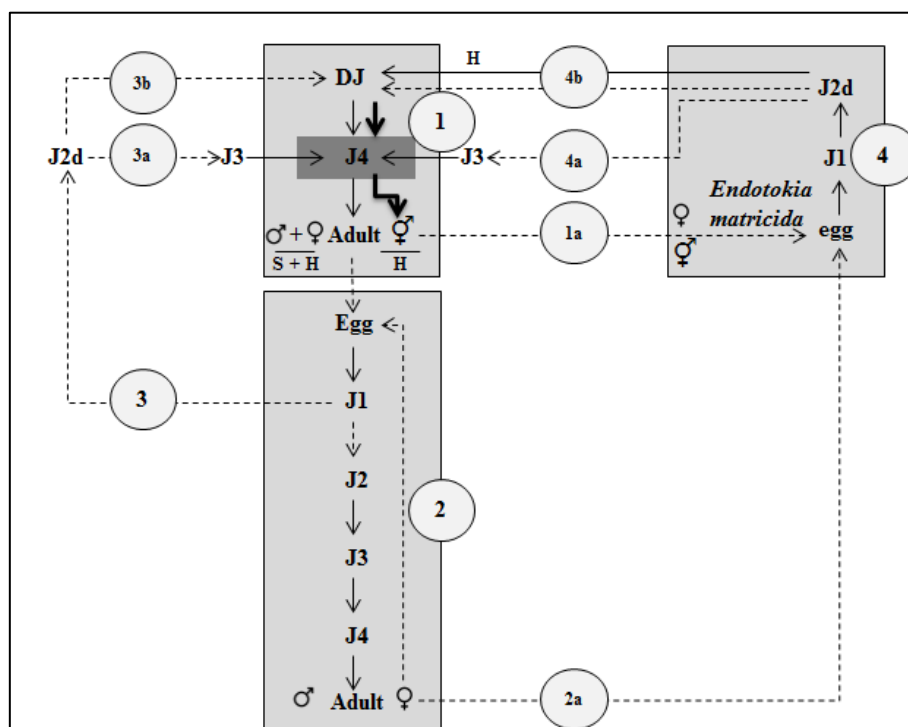 H
3b
DJ
4b
J2d
1
J2d
3a
J3
J4
J3
4a
J1
4
Endotokia
matricida
♂ + ♀ Adult ⚥
1a
♀
egg
S + H
H
⚥
Egg
3
J1
J2
2
J3
J4
♂ Adult ♀
2a